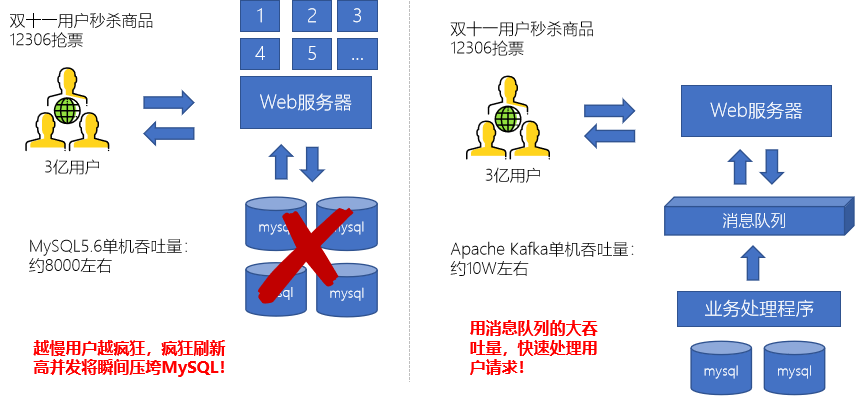 双十一用户秒杀商品
12306抢票
1
2
3
4
5
...
Web服务器
3亿用户
mysql
mysql
mysql
mysql
MySQL5.6单机吞吐量：
约8000左右
越慢用户越疯狂，疯狂刷新
高并发将瞬间压垮MySQL！
双十一用户秒杀商品
12306抢票
Web服务器
3亿用户
消息队列
Apache Kafka单机吞吐量：
约10W左右
业务处理程序
用消息队列的大吞
吐量，快速处理用
户请求！
mysql
mysql